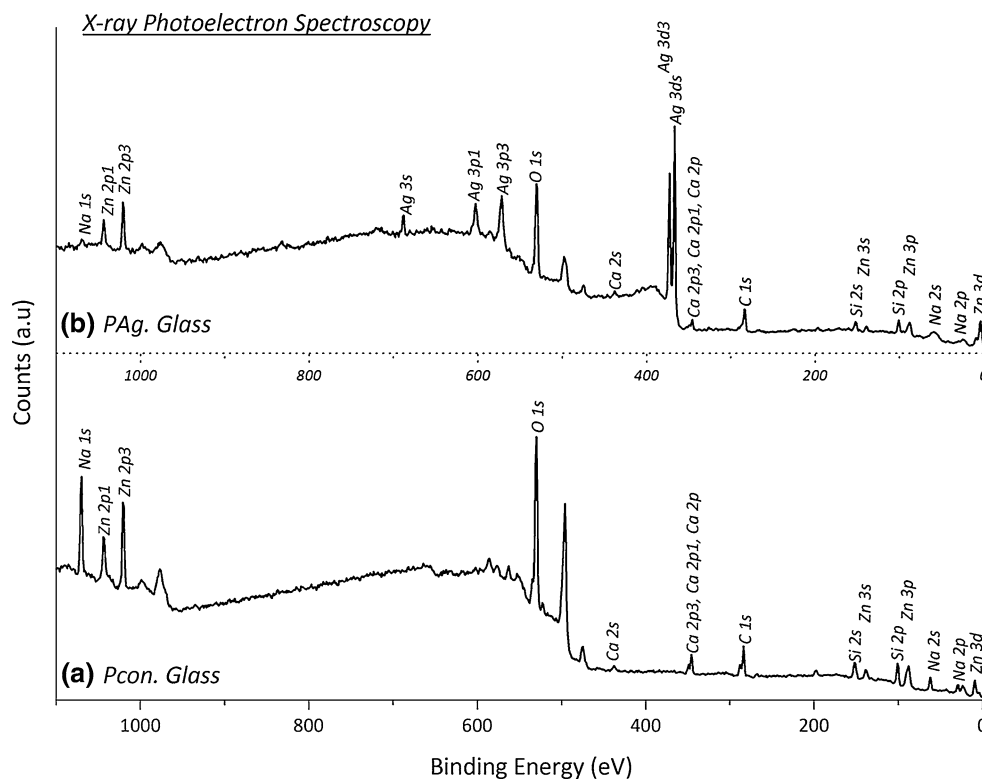 X-ray Photoelectron Spectroscopy
Na 1s
Zn 2p1
Zn 2p3
Ag 3s
Ag 3p1
Ag 3p3
O 1s
Ca 2s
Ag 3d3
Ag 3ds
Ca 2p3, Ca 2p1, Ca 2p
C 1s
Si 2s
Zn 3s
Si 2p
Zn 3p
Na 2s
Na 2p
Zn 3d
(b) PAg. Glass
1000 800 600 400 200 0
Counts (a.u)
Na 1s
Zn 2p1
Zn 2p3
O 1s
Ca 2s
Ca 2p3, Ca 2p1, Ca 2p
C 1s
Si 2s
Zn 3s
Si 2p
Zn 3p
Na 2s
Na 2p
Zn 3d
(a) Pcon. Glass
1000 800 600 400 200 0
Binding Energy (eV)